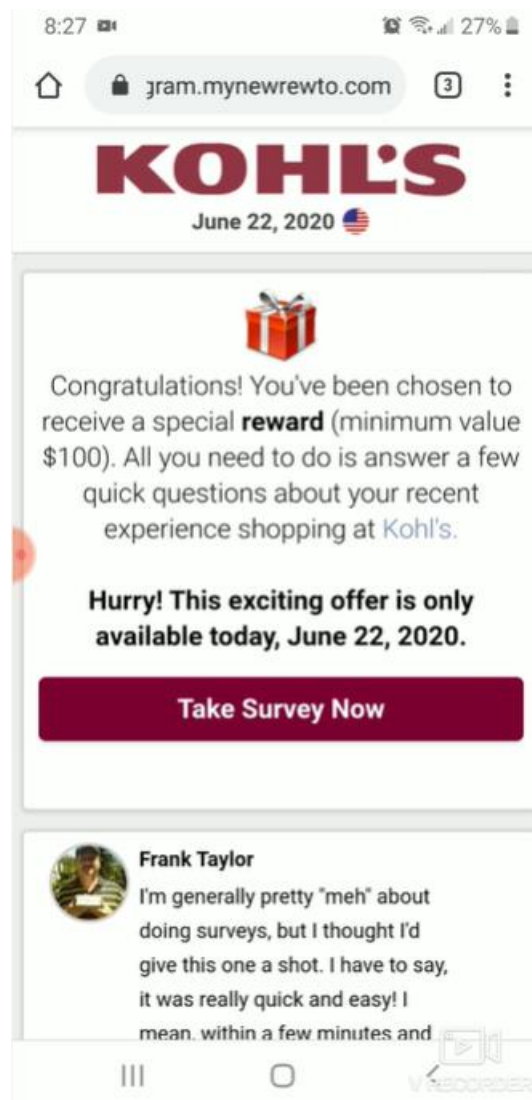 8:27
27%
gram.mynewrewto.com
3
KOHL'S
June 22, 2020
Congratulations! You've been chosen to
receive a special reward (minimum value
$100). All you need to do is answer a few
quick questions about your recent
experience shopping at Kohl's.
Hurry! This exciting offer is only
available today, June 22, 2020.
Take Survey Now
Frank Taylor
I'm generally pretty "meh" about
doing surveys, but I thought I'd
give this one a shot. I have to say,
it was really quick and easy! I
mean, within a few minutes and
V RECORDER